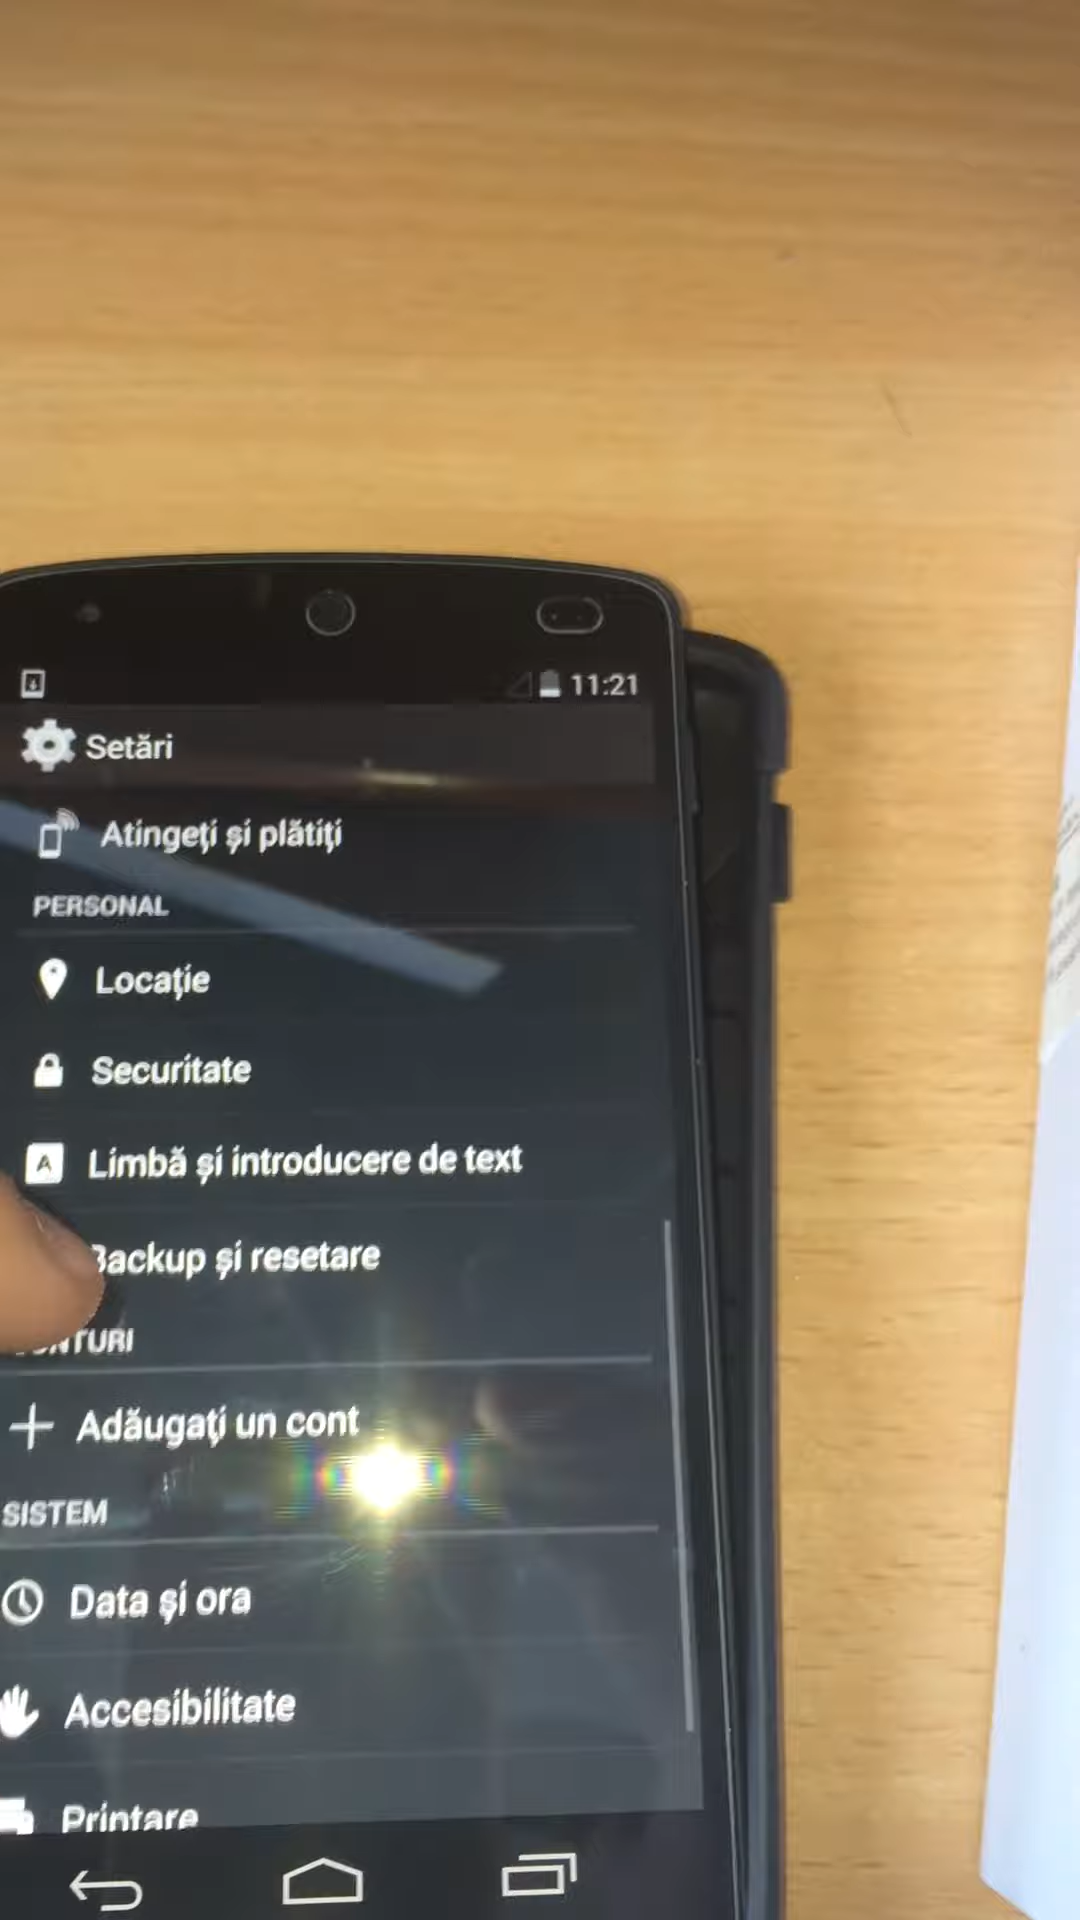 11:21
Setări
Atingeți și plătiți
PERSONAL
Locație
Securitate
A Limbă și introducere de text
Backup și resetare
Adăugați un cont
SISTEM
Data și ora
Accesibilitate
Printare